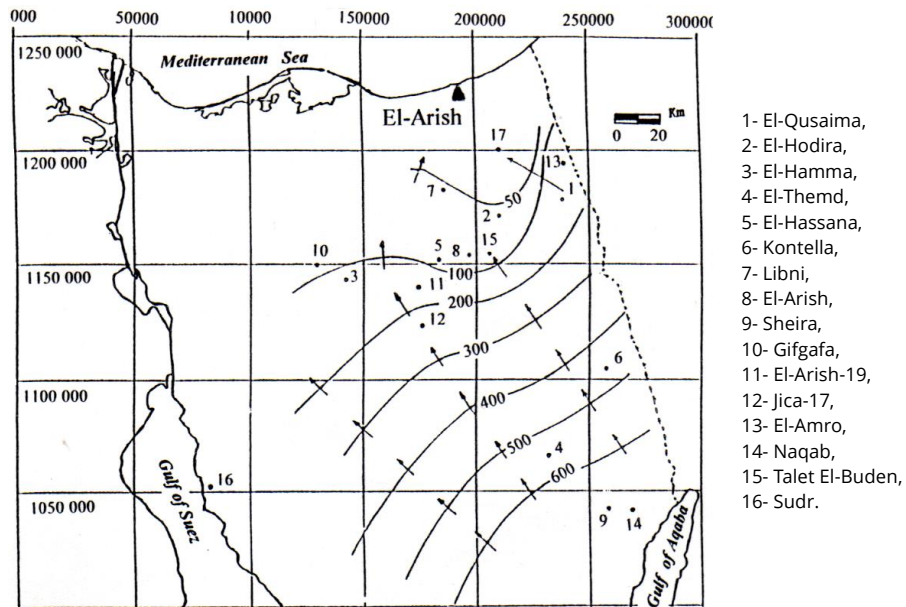 000 50000 100000 150000 200000 250000 300000
1250 000
Mediterranean Sea
El-Arish
Km
0 20
17
1200 000
13
7
1
50
2
15
5
8
10
1150 000
3
100
11
200
12
300
6
1100 000
400
500
4
600
16
1050 000
9
14
Gulf of Suez
Gulf of Aqaba
1- El-Qusaima,
2- El-Hodira,
3- El-Hamma,
4- El-Themd,
5- El-Hassana,
6- Kontella,
7- Libni,
8- El-Arish,
9- Sheira,
10- Gifgafa,
11- El-Arish-19,
12- Jica-17,
13- El-Amro,
14- Naqab,
15- Talet El-Buden,
16- Sudr.